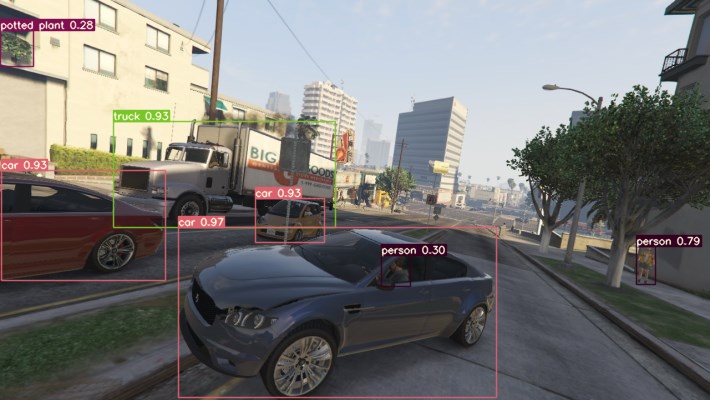 potted plant 0.28
truck 0.93
BIG
GOODS
car 0.93
car 0.93
car 0.97
person 0.30
person 0.79